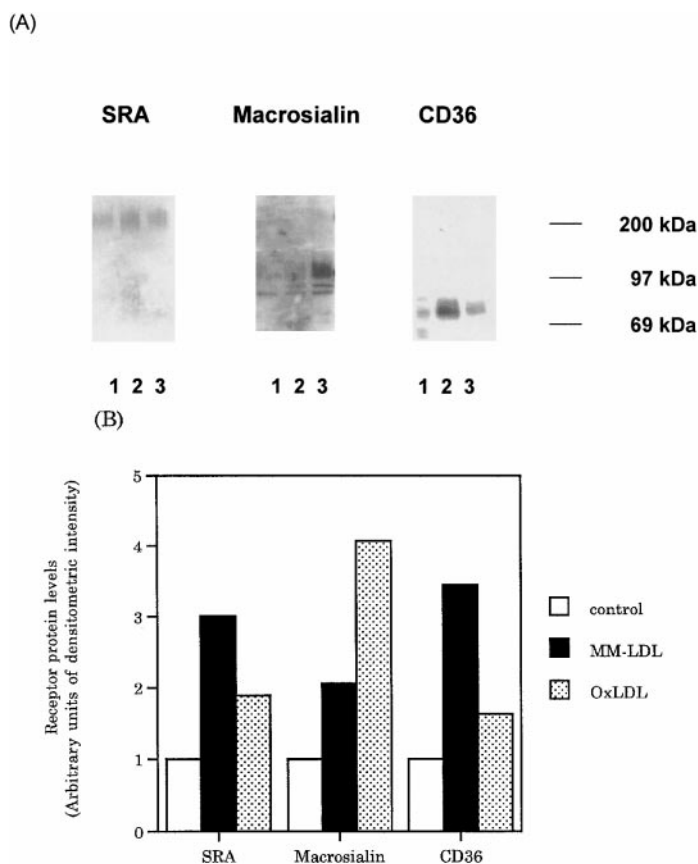 (A)
SRA Macrosialin CD36
200 kDa
97 kDa
69 kDa
1 2 3 1 2 3 1 2 3
(B)
Receptor protein levels
(Arbitrary units of densitometric intensity)
5
4
3
2
1
0
SRA Macrosialin CD36
control
MM-LDL
OxLDL